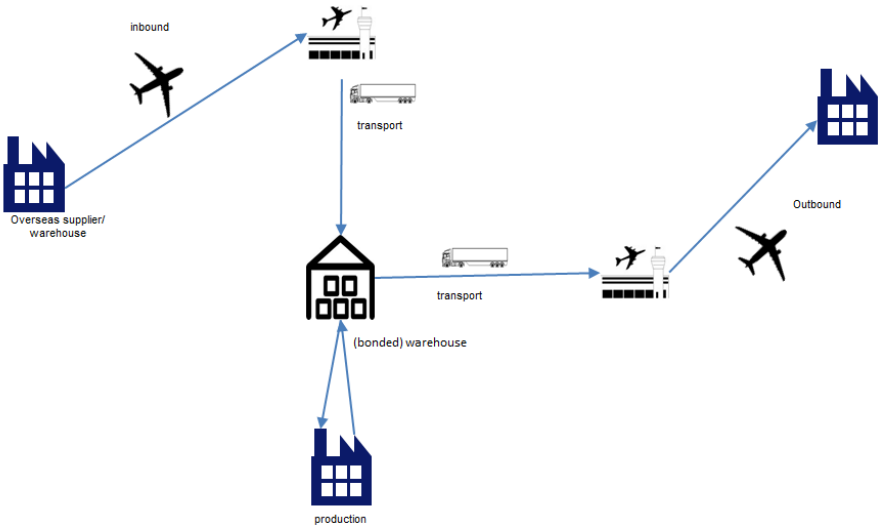 inbound
transport
Outbound
Overseas supplier/
warehouse
transport
(bonded) warehouse
production